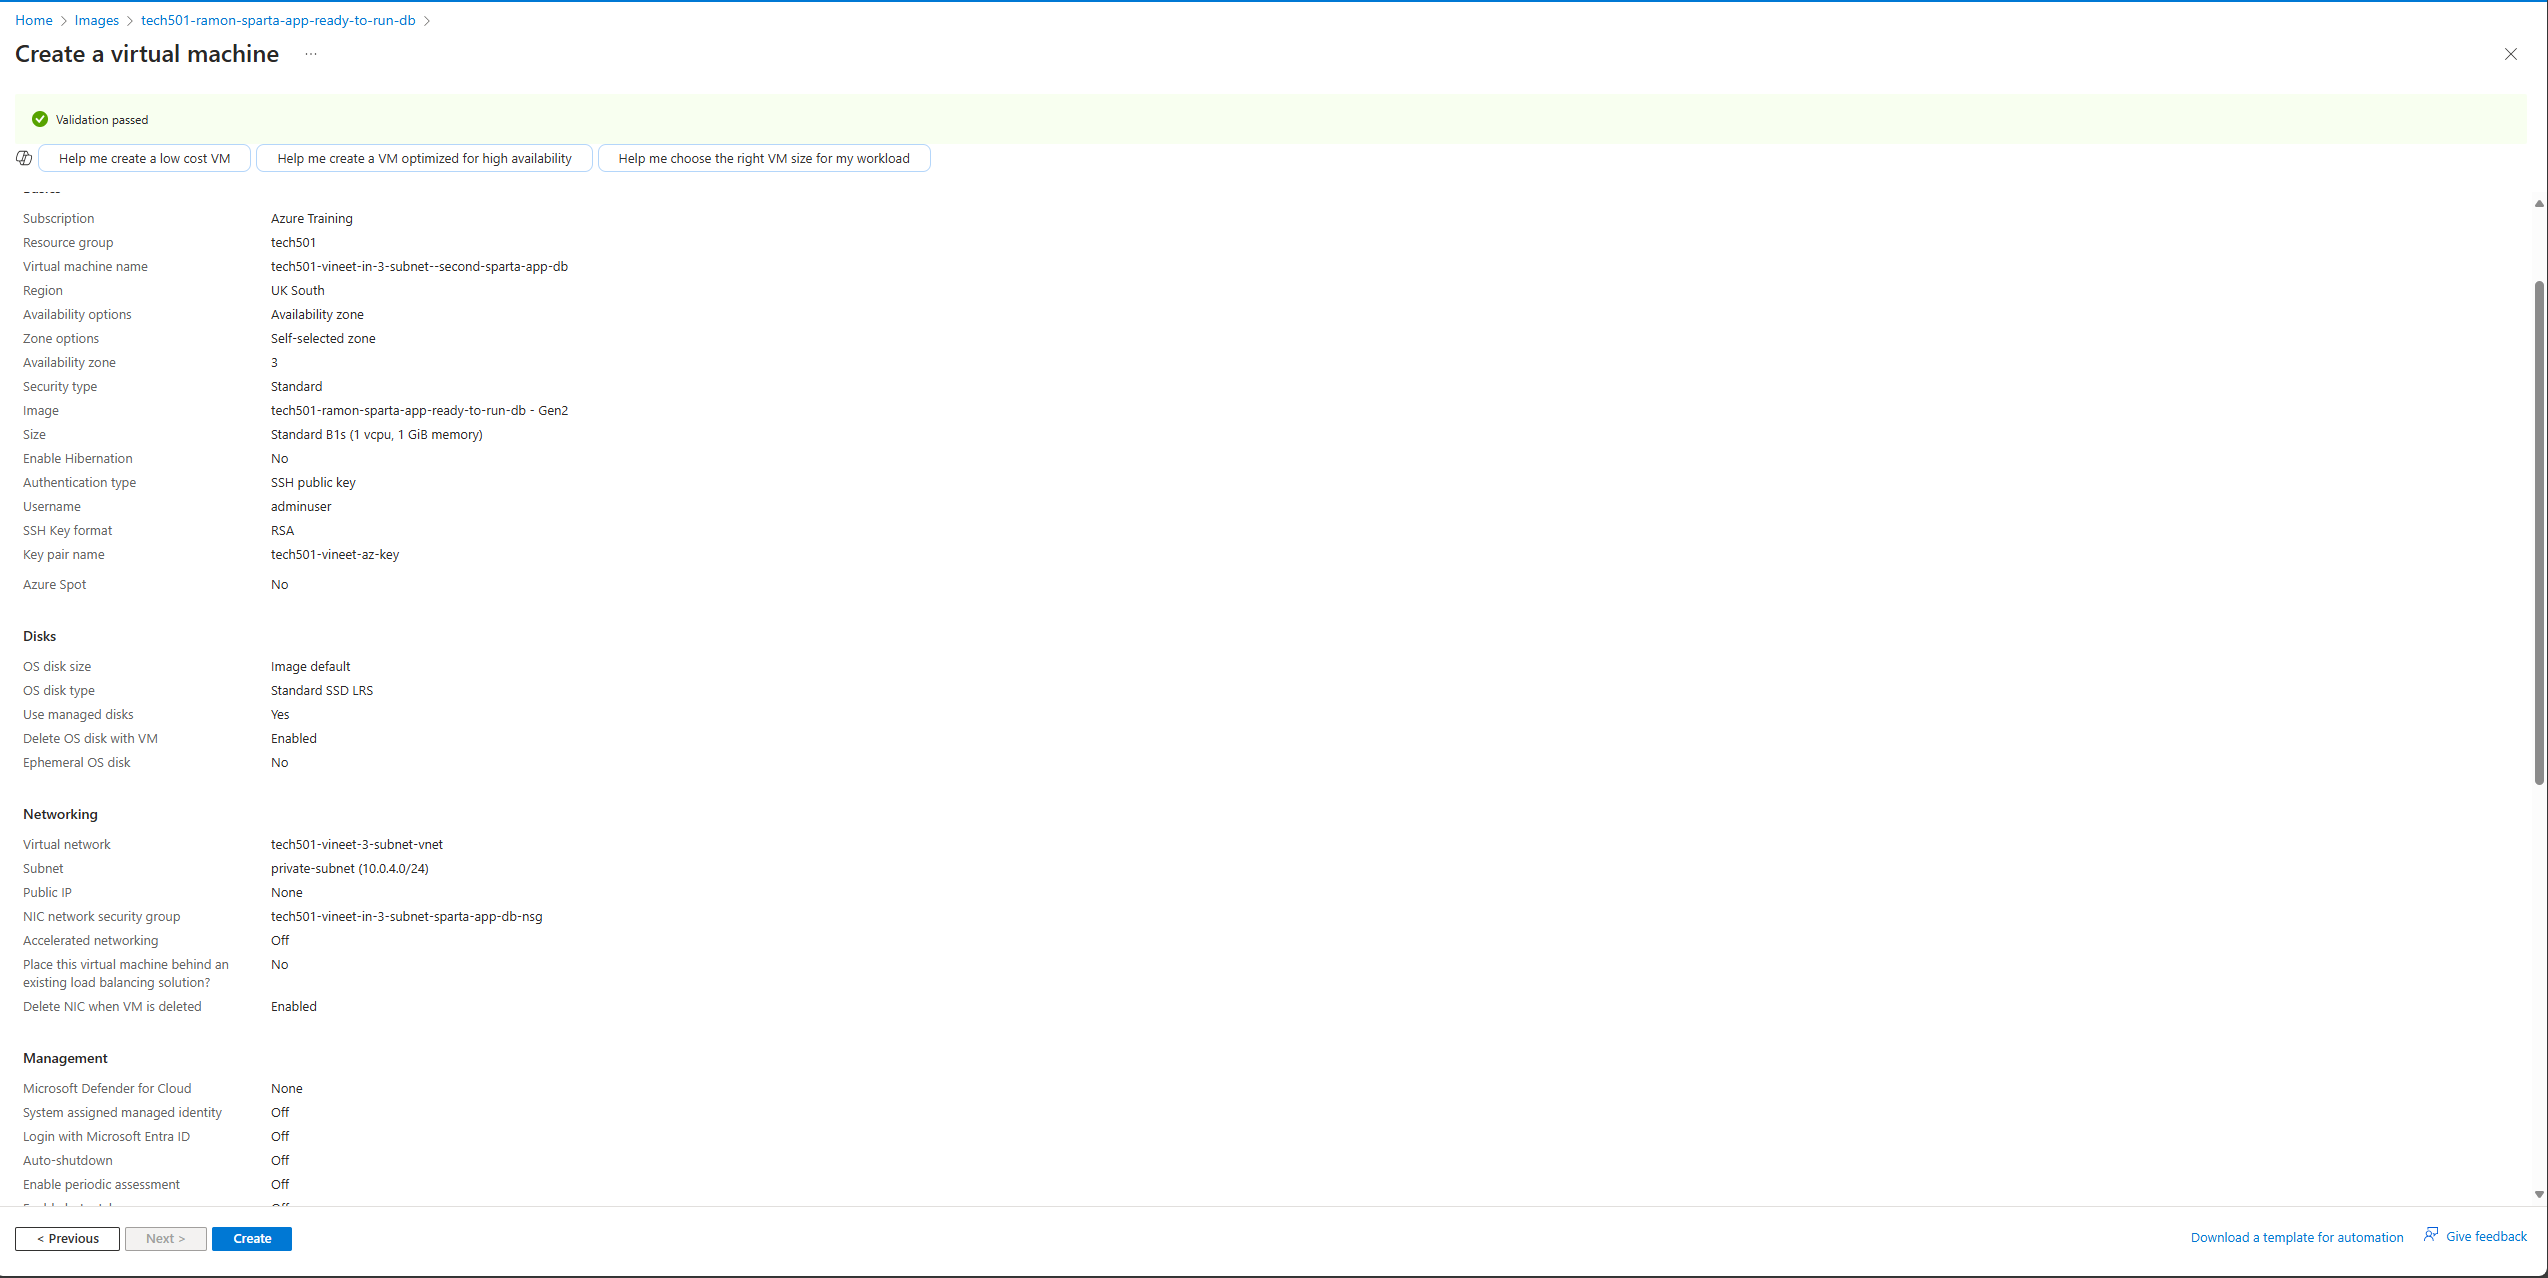 Home > Images > tech501-ramon-sparta-app-ready-to-run-db >
Create a virtual machine ...
Validation passed
Help me create a low cost VM Help me create a VM optimized for high availability Help me choose the right VM size for my workload
Subscription Azure Training
Resource group tech501
Virtual machine name tech501-vineet-in-3-subnet--second-sparta-app-db
Region UK South
Availability options Availability zone
Zone options Self-selected zone
Availability zone 3
Security type Standard
Image tech501-ramon-sparta-app-ready-to-run-db - Gen2
Size Standard B1s (1 vcpu, 1 GiB memory)
Enable Hibernation No
Authentication type SSH public key
Username adminuser
SSH Key format RSA
Key pair name tech501-vineet-az-key
Azure Spot No
Disks
OS disk size Image default
OS disk type Standard SSD LRS
Use managed disks Yes
Delete OS disk with VM Enabled
Ephemeral OS disk No
Networking
Virtual network tech501-vineet-3-subnet-vnet
Subnet private-subnet (10.0.4.0/24)
Public IP None
NIC network security group tech501-vineet-in-3-subnet-sparta-app-db-nsg
Accelerated networking Off
Place this virtual machine behind an No
existing load balancing solution?
Delete NIC when VM is deleted Enabled
Management
Microsoft Defender for Cloud None
System assigned managed identity Off
Login with Microsoft Entra ID Off
Auto-shutdown Off
Enable periodic assessment Off
< Previous Next > Create Download a template for automation Give feedback